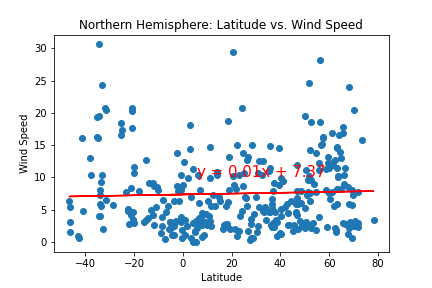 Northern Hemisphere: Latitude vs. Wind Speed
30
25
20
15
10
5
0
Wind Speed
y = 0.01x + 7.37
−40 −20 0 20 40 60 80
Latitude